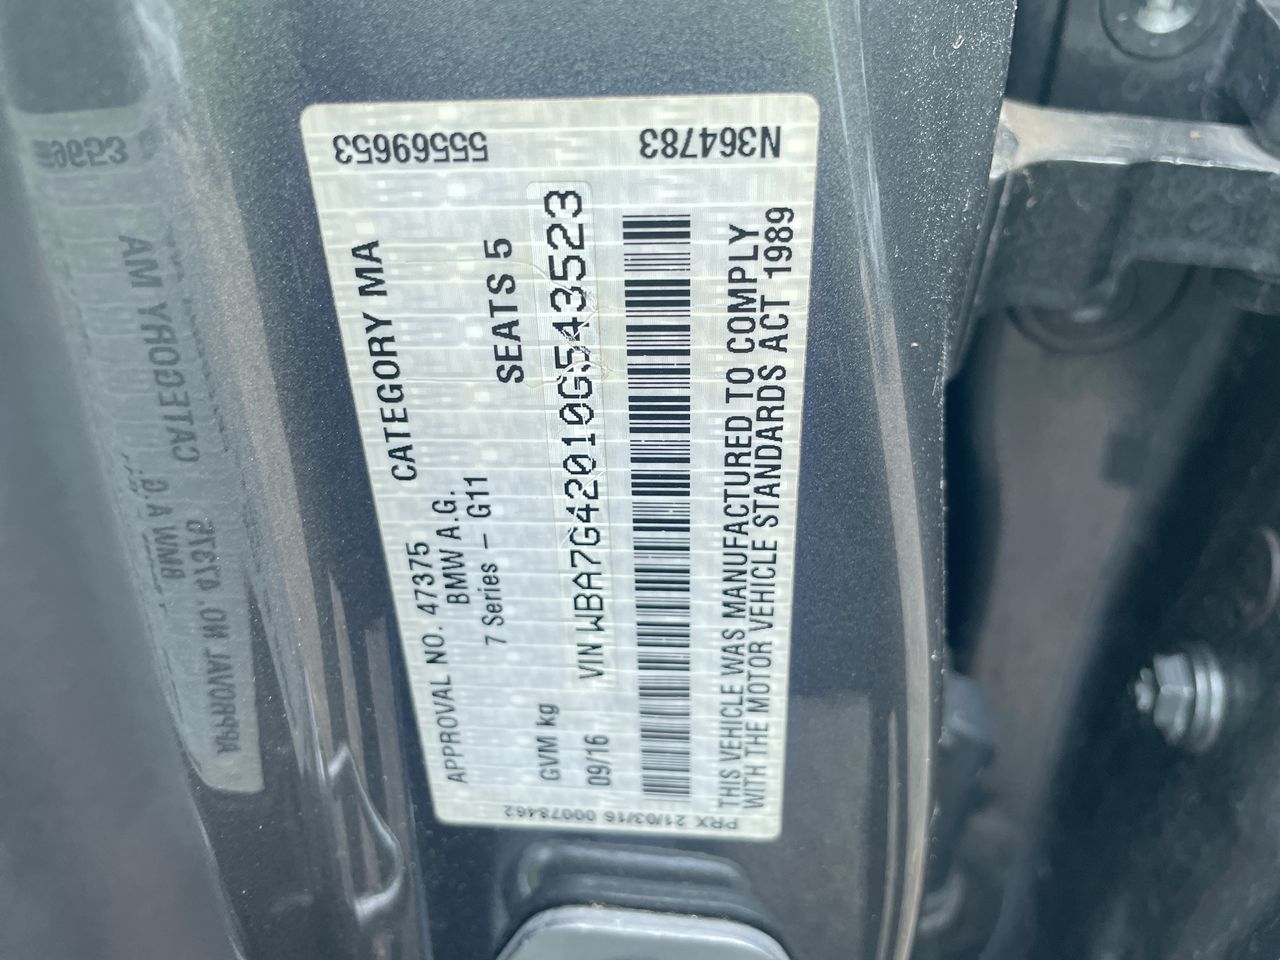 APPROVAL NO. 47375 CATEGORY MA
BMW A.G.
7 Series – G11 SEATS 5
GVM kg
09/16 VIN WBA7G42010G543523
THIS VEHICLE WAS MANUFACTURED TO COMPLY
WITH THE MOTOR VEHICLE STANDARDS ACT 1989
55569653
N364783
PRX 21/03/16 00078462